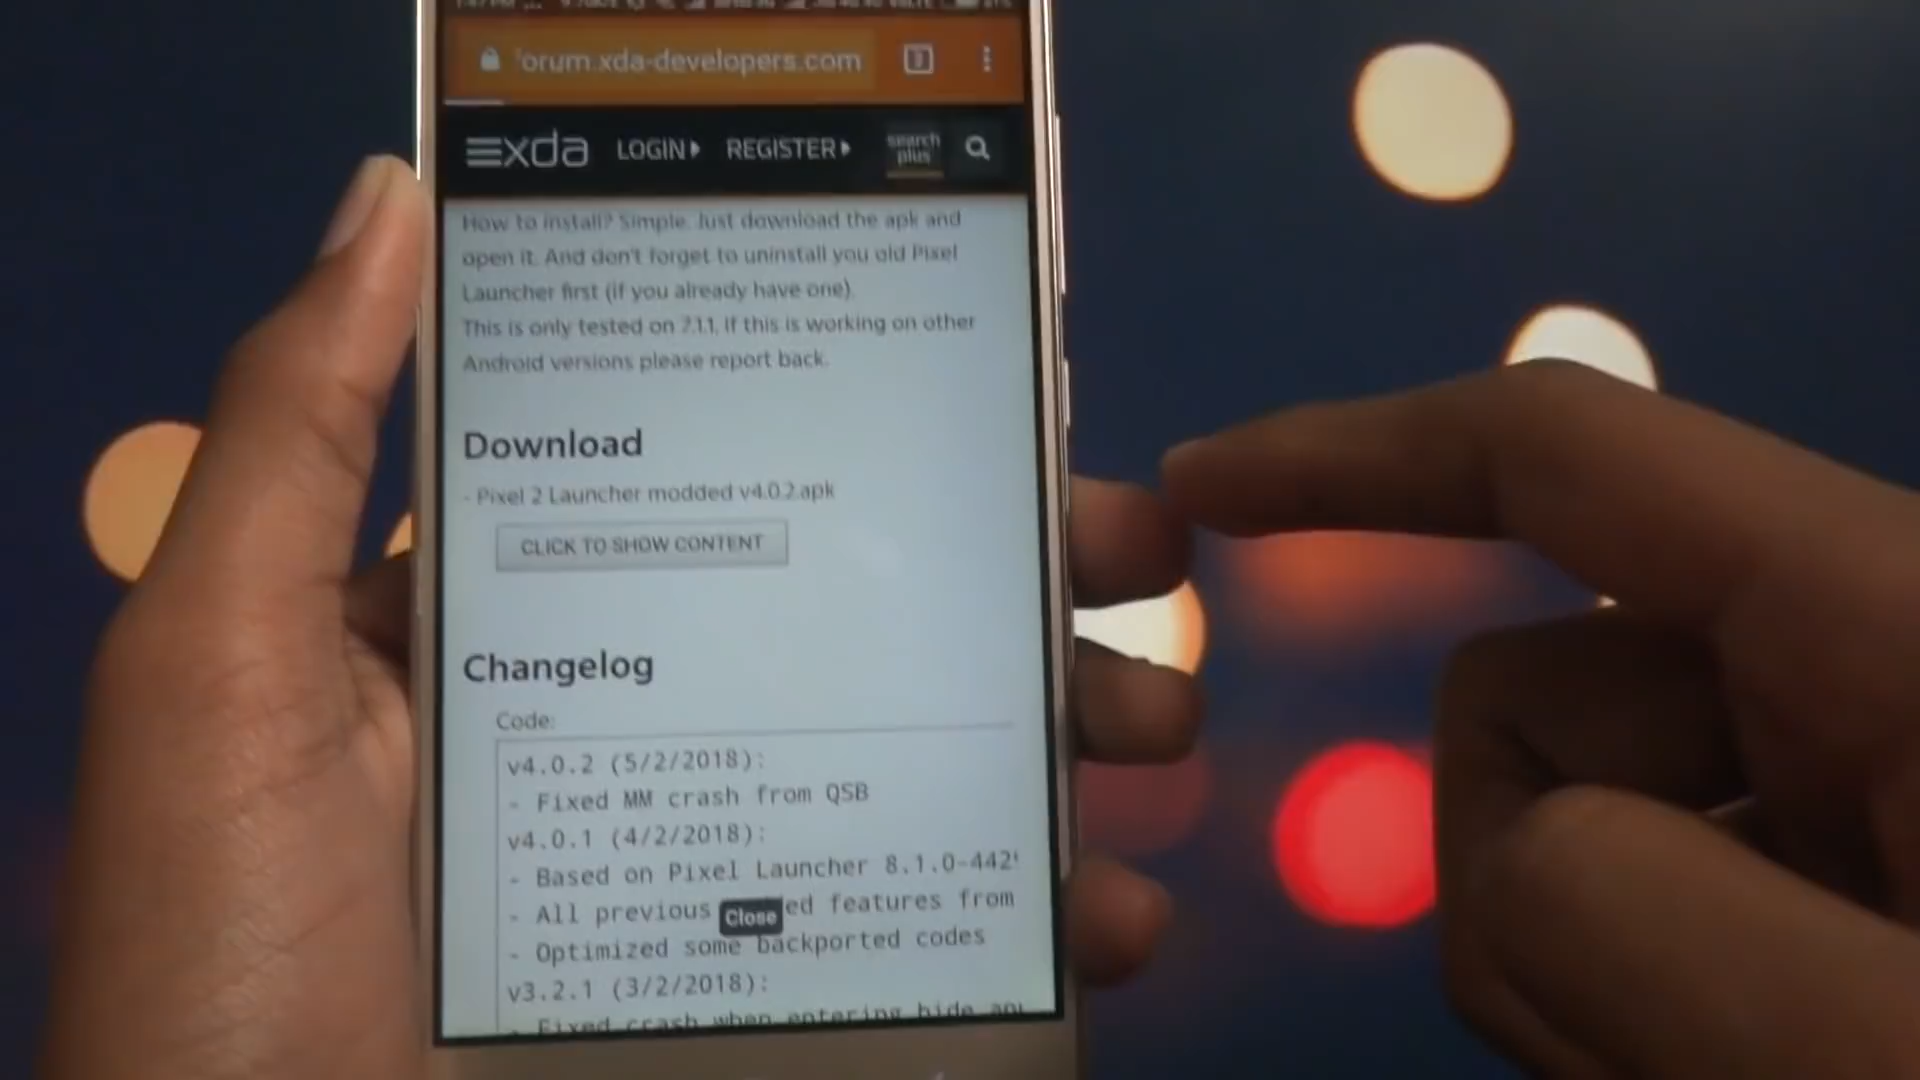 forum.xda-developers.com
xda LOGIN REGISTER search plus
How to install? Simple. Just download the apk and
open it. And don't forget to uninstall you old Pixel
Launcher first (if you already have one).
This is only tested on 7.1.1, if this is working on other
Android versions please report back.
Download
- Pixel 2 Launcher modded v4.0.2.apk
CLICK TO SHOW CONTENT
Changelog
Code:
v4.0.2 (5/2/2018):
- Fixed MM crash from QSB
v4.0.1 (4/2/2018):
- Based on Pixel Launcher 8.1.0-442
- All previous ed features from
Close
- Optimized some backported codes
v3.2.1 (3/2/2018):
- Fixed crash when entering hide